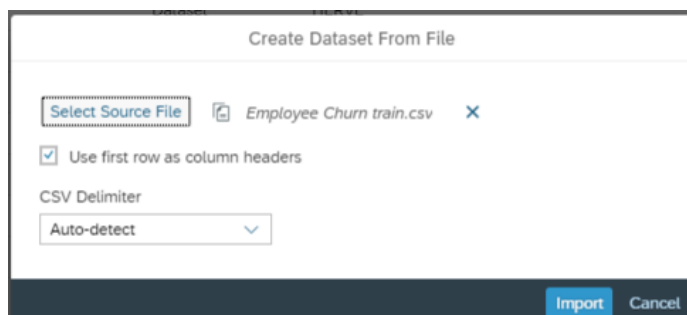 Create Dataset From File
Select Source File Employee Churn train.csv
Use first row as column headers
CSV Delimiter
Auto-detect
Import Cancel